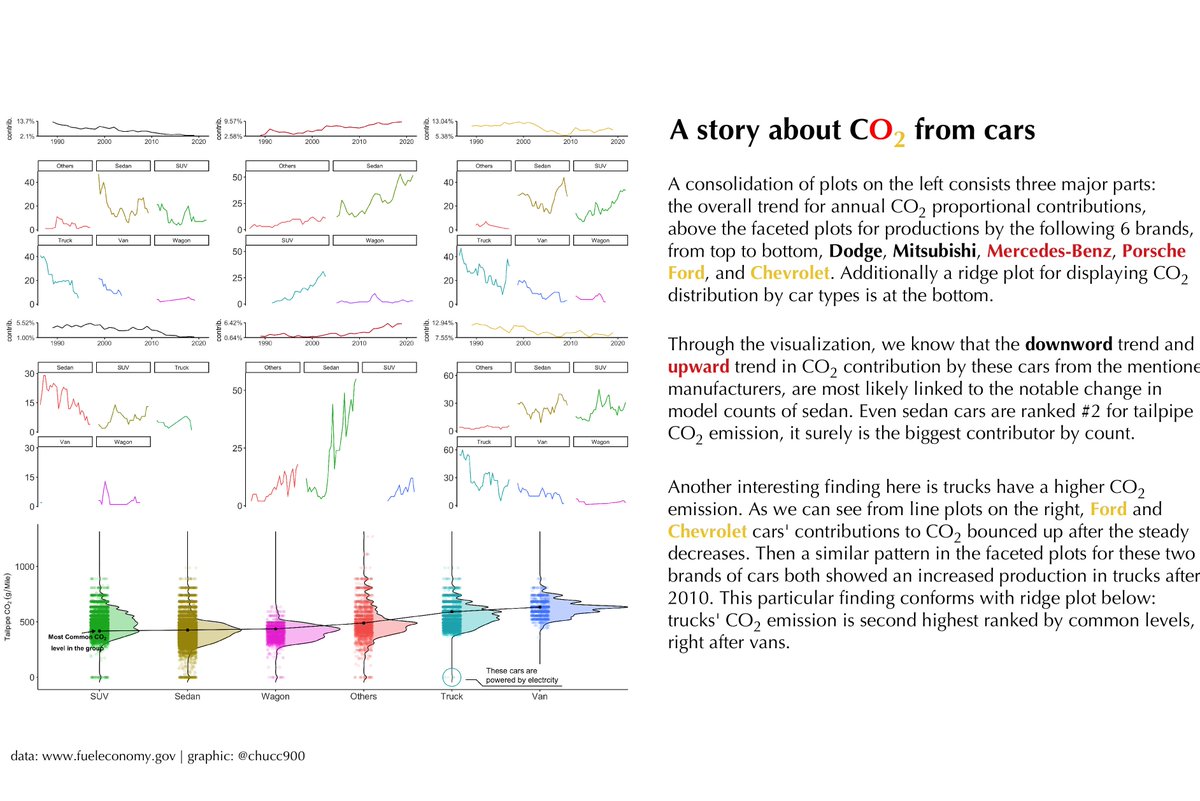 contrib.
13.7%
2.1%
1990 2000 2010 2020
contrib.
9.57%
2.58%
1990 2000 2010 2020
contrib.
13.04%
5.38%
1990 2000 2010 2020
Others Sedan SUV
40
20
0
Truck Van Wagon
40
20
0
Others Sedan
50
25
0
SUV Wagon
50
25
0
Others Sedan SUV
40
20
0
Truck Van Wagon
40
20
0
contrib.
5.52%
1.00%
1990 2000 2010 2020
contrib.
6.42%
0.64%
1990 2000 2010 2020
contrib.
12.94%
7.55%
1990 2000 2010 2020
Sedan SUV Truck
30
15
0
Van Wagon
30
15
0
Others Sedan SUV
50
25
0
Others Sedan SUV
60
40
20
0
Truck Van Wagon
60
40
20
0
Tailpipe CO2 (g/Mile)
1000
500
0
Most Common CO2
level in the group
These cars are
powered by electrcity
SUV Sedan Wagon Others Truck Van
data: www.fueleconomy.gov | graphic: @chucc900
A story about CO2 from cars
A consolidation of plots on the left consists three major parts:
the overall trend for annual CO2 proportional contributions,
above the faceted plots for productions by the following 6 brands,
from top to bottom, Dodge, Mitsubishi, Mercedes-Benz, Porsche
Ford, and Chevrolet. Additionally a ridge plot for displaying CO2
distribution by car types is at the bottom.
Through the visualization, we know that the downword trend and
upward trend in CO2 contribution by these cars from the mentione
manufacturers, are most likely linked to the notable change in
model counts of sedan. Even sedan cars are ranked #2 for tailpipe
CO2 emission, it surely is the biggest contributor by count.
Another interesting finding here is trucks have a higher CO2
emission. As we can see from line plots on the right, Ford and
Chevrolet cars' contributions to CO2 bounced up after the steady
decreases. Then a similar pattern in the faceted plots for these two
brands of cars both showed an increased production in trucks after
2010. This particular finding conforms with ridge plot below:
trucks' CO2 emission is second highest ranked by common levels,
right after vans.